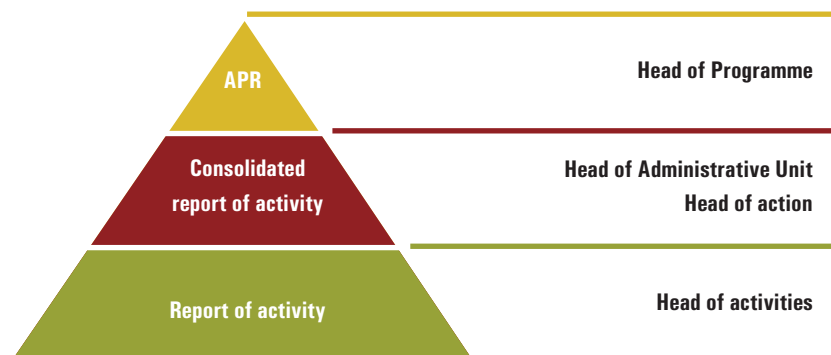 APR
Head of Programme
Consolidated
report of activity
Head of Administrative Unit
Head of action
Report of activity
Head of activities